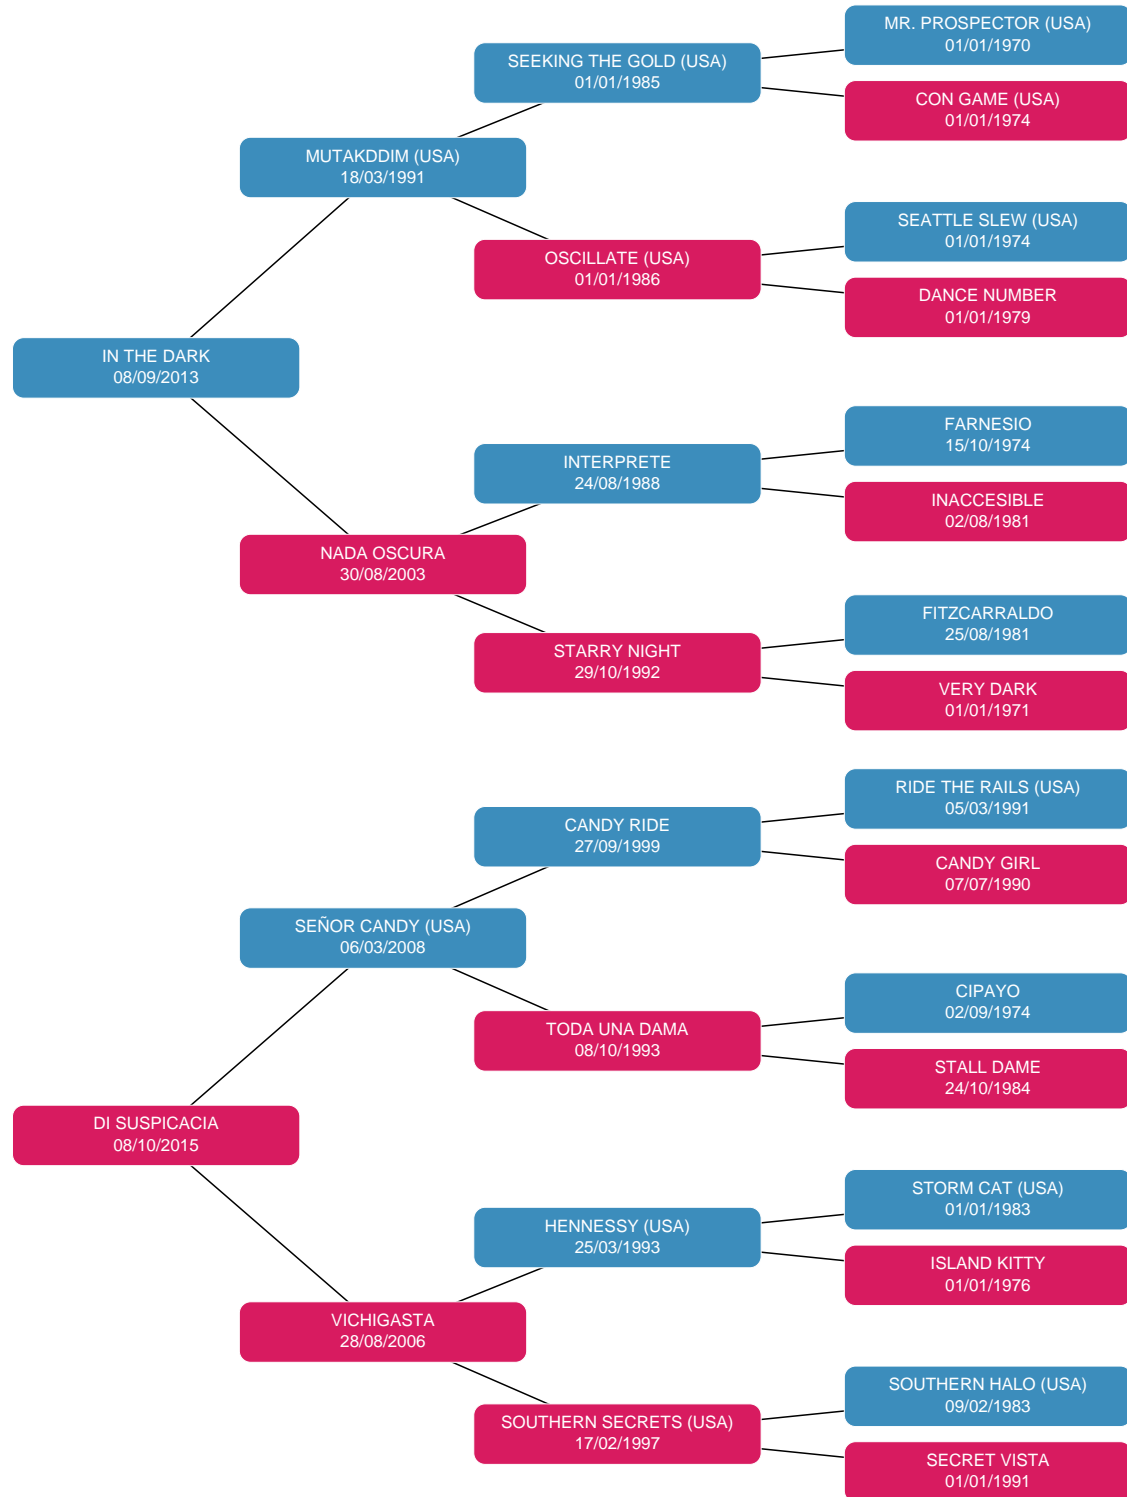 MR. PROSPECTOR (USA)
01/01/1970
SEEKING THE GOLD (USA)
01/01/1985
CON GAME (USA)
01/01/1974
MUTAKDDIM (USA)
18/03/1991
SEATTLE SLEW (USA)
01/01/1974
OSCILLATE (USA)
01/01/1986
DANCE NUMBER
01/01/1979
IN THE DARK
08/09/2013
FARNESIO
15/10/1974
INTERPRETE
24/08/1988
INACCESIBLE
02/08/1981
NADA OSCURA
30/08/2003
FITZCARRALDO
25/08/1981
STARRY NIGHT
29/10/1992
VERY DARK
01/01/1971
RIDE THE RAILS (USA)
05/03/1991
CANDY RIDE
27/09/1999
CANDY GIRL
07/07/1990
SEÑOR CANDY (USA)
06/03/2008
CIPAYO
02/09/1974
TODA UNA DAMA
08/10/1993
STALL DAME
24/10/1984
DI SUSPICACIA
08/10/2015
STORM CAT (USA)
01/01/1983
HENNESSY (USA)
25/03/1993
ISLAND KITTY
01/01/1976
VICHIGASTA
28/08/2006
SOUTHERN HALO (USA)
09/02/1983
SOUTHERN SECRETS (USA)
17/02/1997
SECRET VISTA
01/01/1991